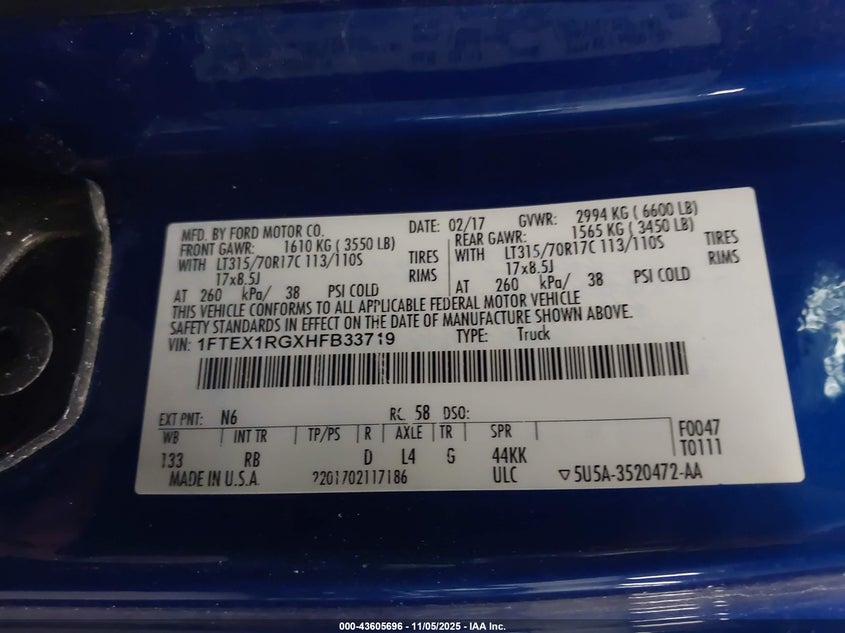 MFD. BY FORD MOTOR CO. DATE: 02/17 GVWR: 2994 KG ( 6600 LB)
FRONT GAWR: 1610 KG ( 3550 LB) REAR GAWR: 1565 KG ( 3450 LB)
WITH LT315/70R17C 113/110S TIRES WITH LT315/70R17C 113/110S TIRES
17x8.5J RIMS 17x8.5J RIMS
AT 260 kPa/ 38 PSI COLD AT 260 kPa/ 38 PSI COLD
THIS VEHICLE CONFORMS TO ALL APPLICABLE FEDERAL MOTOR VEHICLE
SAFETY STANDARDS IN EFFECT ON THE DATE OF MANUFACTURE SHOWN ABOVE.
VIN: 1FTEX1RGXHFB33719 TYPE: Truck
EXT PNT: N6 RC: 58 DSO:
WB INT TR TP/PS R AXLE TR SPR F0047
133 RB D L4 G 44KK T0111
MADE IN U.S.A. ?201702117186 ULC ▽5U5A-3520472-AA
000-43605696 - 11/05/2025 - IAA Inc.